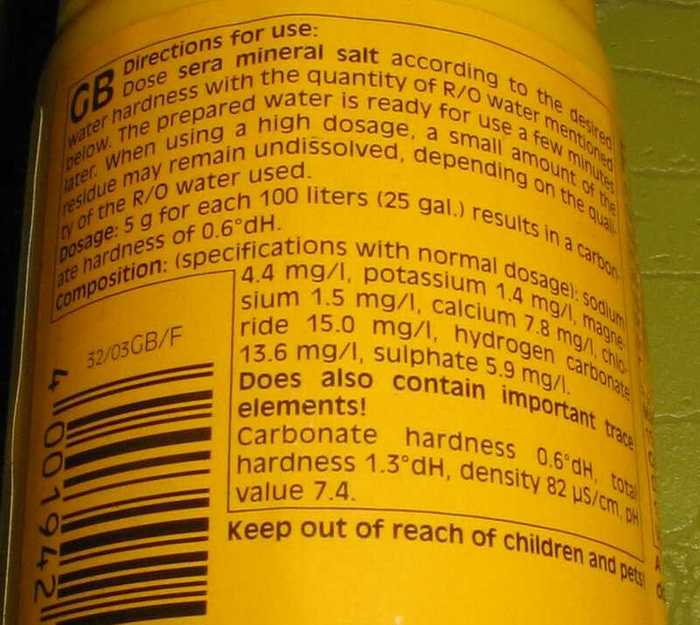 GB Directions for use:
Dose sera mineral salt according to the desired
water hardness with the quantity of R/O water mentioned
below. The prepared water is ready for use a few minutes
later. When using a high dosage, a small amount of the
residue may remain undissolved, depending on the quali-
ty of the R/O water used.
Dosage: 5 g for each 100 liters (25 gal.) results in a carbon-
ate hardness of 0.6°dH.
Composition: (specifications with normal dosage): sodium
4.4 mg/l, potassium 1.4 mg/l, magne-
sium 1.5 mg/l, calcium 7.8 mg/l, chlo-
ride 15.0 mg/l, hydrogen carbonate
13.6 mg/l, sulphate 5.9 mg/l.
Does also contain important trace
elements!
Carbonate hardness 0.6°dH, total
hardness 1.3°dH, density 82 µS/cm, pH
value 7.4.
Keep out of reach of children and pets!
32/03GB/F
4 001942